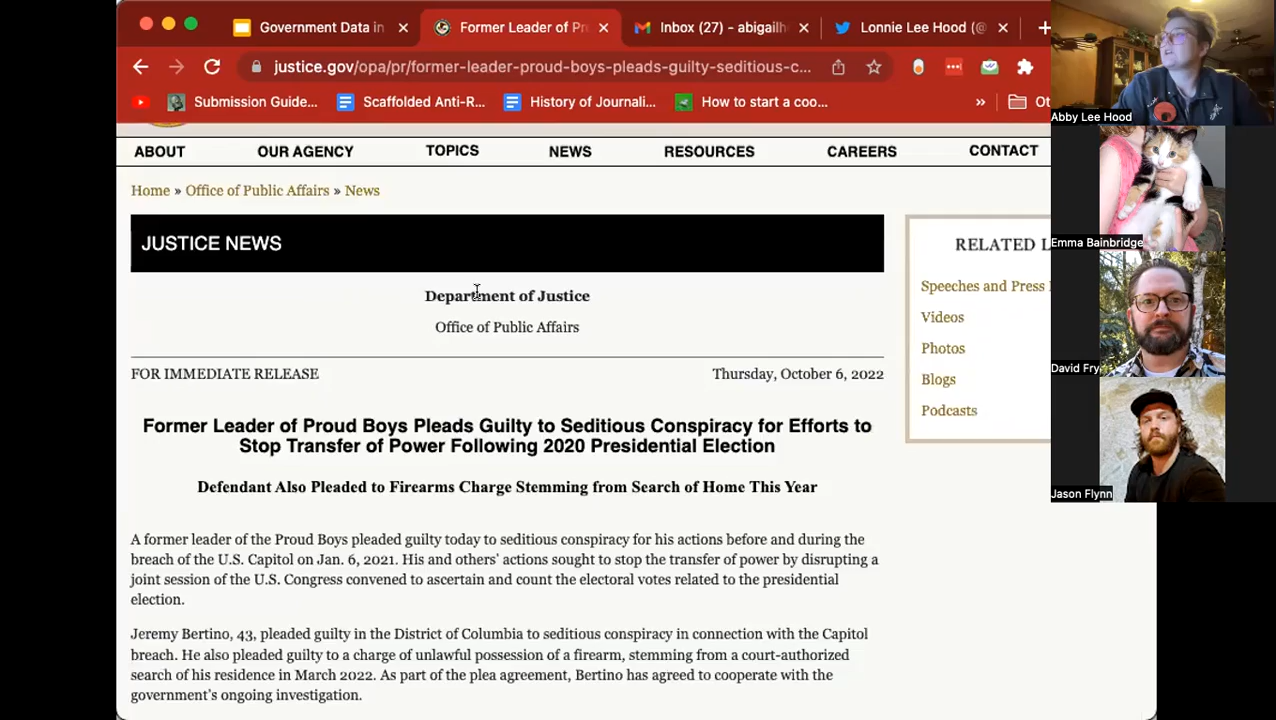 Government Data in
Former Leader of Pr
Inbox (27) - abigailh
Lonnie Lee Hood (@
justice.gov/opa/pr/former-leader-proud-boys-pleads-guilty-seditious-c...
Submission Guide...
Scaffolded Anti-R...
History of Journali...
How to start a coo...
»
Ot
ABOUT
OUR AGENCY
TOPICS
NEWS
RESOURCES
CAREERS
CONTACT
Home » Office of Public Affairs » News
JUSTICE NEWS
Department of Justice
Office of Public Affairs
FOR IMMEDIATE RELEASE
Thursday, October 6, 2022
Former Leader of Proud Boys Pleads Guilty to Seditious Conspiracy for Efforts to
Stop Transfer of Power Following 2020 Presidential Election
Defendant Also Pleaded to Firearms Charge Stemming from Search of Home This Year
A former leader of the Proud Boys pleaded guilty today to seditious conspiracy for his actions before and during the
breach of the U.S. Capitol on Jan. 6, 2021. His and others' actions sought to stop the transfer of power by disrupting a
joint session of the U.S. Congress convened to ascertain and count the electoral votes related to the presidential
election.
Jeremy Bertino, 43, pleaded guilty in the District of Columbia to seditious conspiracy in connection with the Capitol
breach. He also pleaded guilty to a charge of unlawful possession of a firearm, stemming from a court-authorized
search of his residence in March 2022. As part of the plea agreement, Bertino has agreed to cooperate with the
government's ongoing investigation.
RELATED L
Speeches and Press
Videos
Photos
Blogs
Podcasts
Abby Lee Hood
Emma Bainbridge
David Fry
Jason Flynn